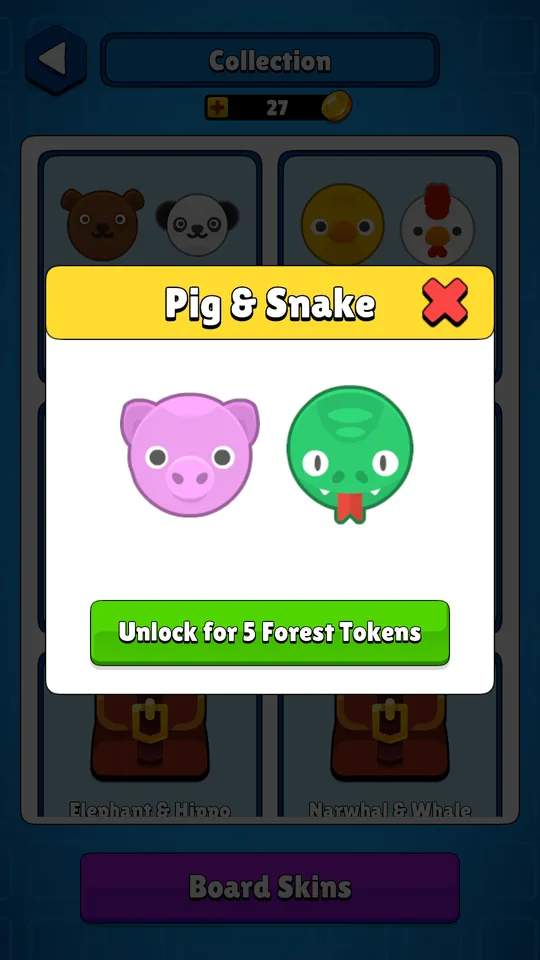 Collection
27
Pig & Snake
Unlock for 5 Forest Tokens
Elephant & Hippo
Narwhal & Whale
Board Skins